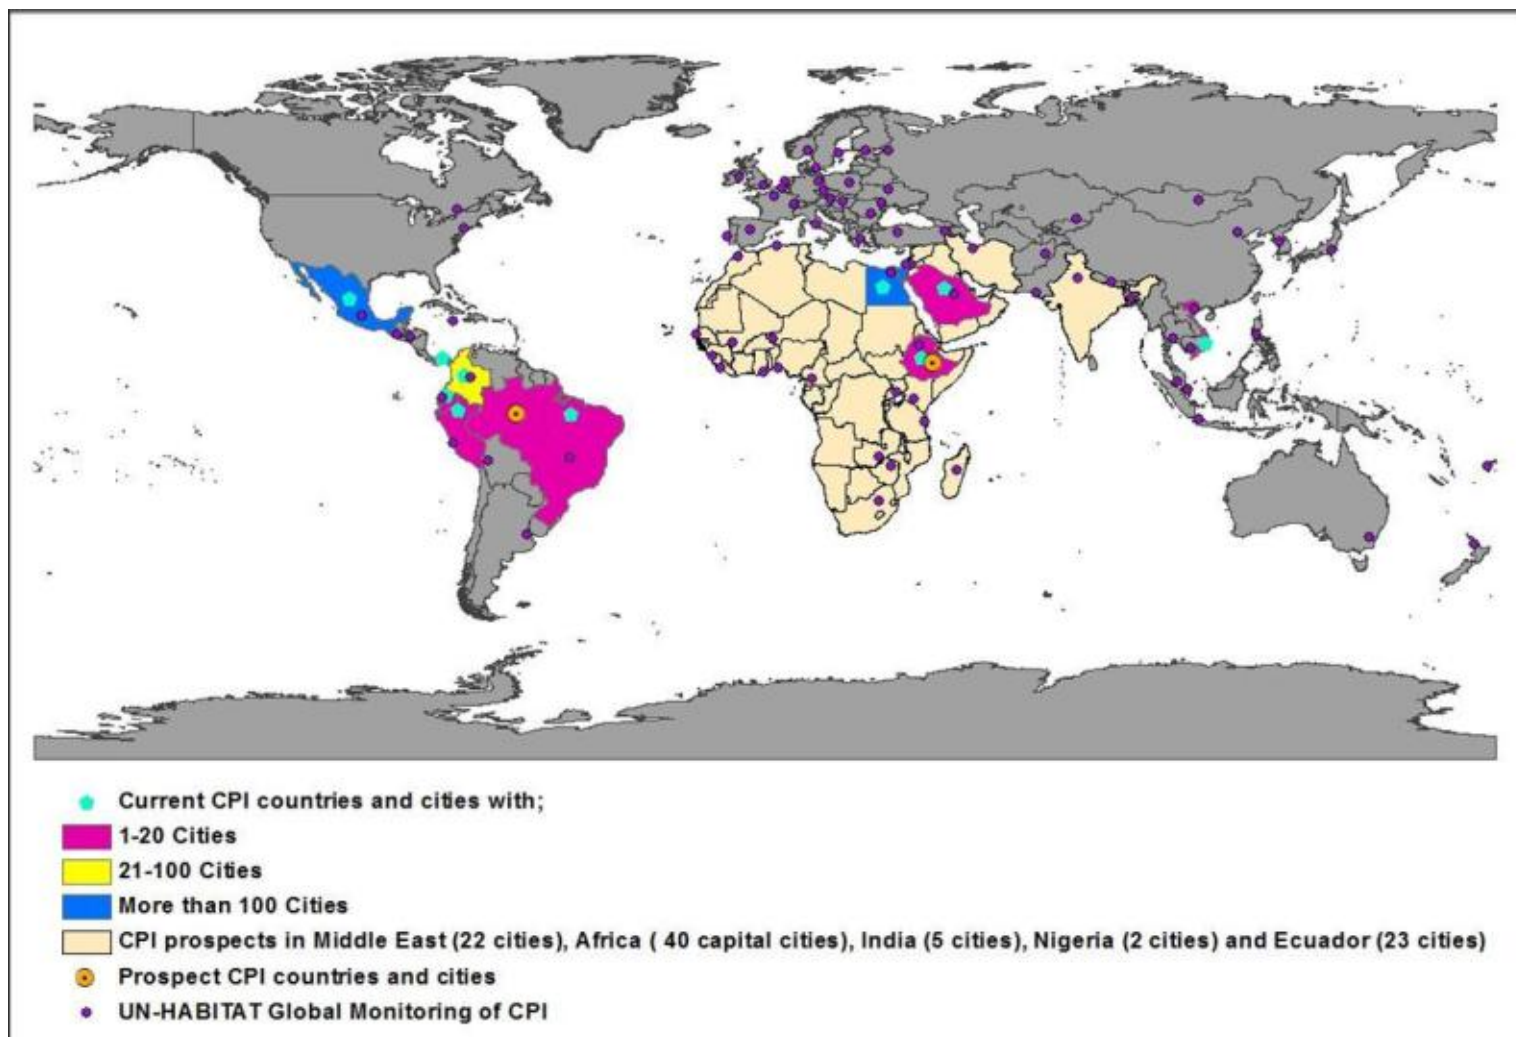 Current CPI countries and cities with;
1-20 Cities
21-100 Cities
More than 100 Cities
CPI prospects in Middle East (22 cities), Africa ( 40 capital cities), India (5 cities), Nigeria (2 cities) and Ecuador (23 cities)
Prospect CPI countries and cities
UN-HABITAT Global Monitoring of CPI